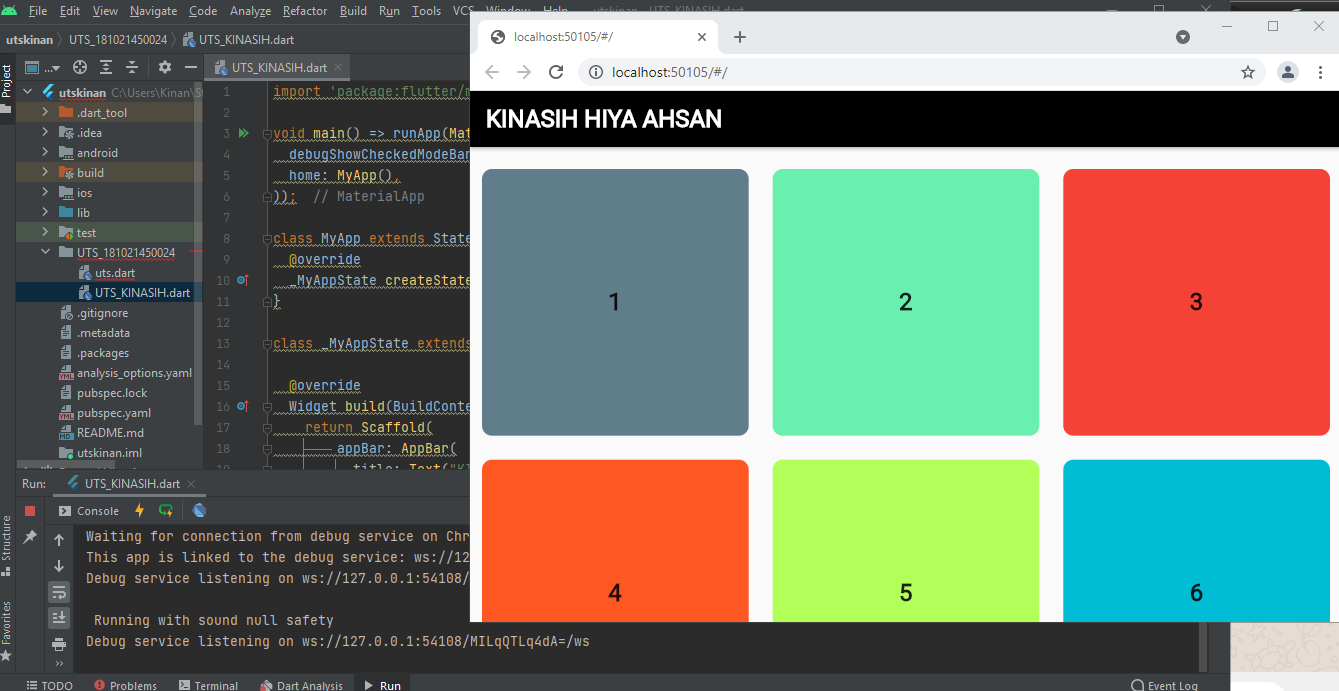 File Edit View Navigate Code Analyze Refactor Build Run Tools VCS Window Help utskinan UTS_KINASIH.dart
utskinan UTS_181021450024 UTS_KINASIH.dart
Project
...
UTS_KINASIH.dart
utskinan C:\Users\Kinan\S
.dart_tool
.idea
android
build
ios
lib
test
UTS_181021450024
uts.dart
UTS_KINASIH.dart
.gitignore
.metadata
.packages
analysis_options.yaml
pubspec.lock
pubspec.yaml
README.md
utskinan.iml
1 import 'package:flutter/m
2
3 void main() => runApp(Mat
4 debugShowCheckedModeBan
5 home: MyApp(),
6 )); // MaterialApp
7
8 class MyApp extends State
9 @override
10 _MyAppState createState
11 }
12
13 class _MyAppState extends
14
15 @override
16 Widget build(BuildConte
17 return Scaffold(
18 appBar: AppBar(
19 title: Text("KI
localhost:50105/#/
localhost:50105/#/
KINASIH HIYA AHSAN
1
2
3
4
5
6
Run: UTS_KINASIH.dart
Console
Structure
Favorites
Waiting for connection from debug service on Chr
This app is linked to the debug service: ws://12
Debug service listening on ws://127.0.0.1:54108/
Running with sound null safety
Debug service listening on ws://127.0.0.1:54108/MILqQTLq4dA=/ws
TODO Problems Terminal Dart Analysis Run Event Log